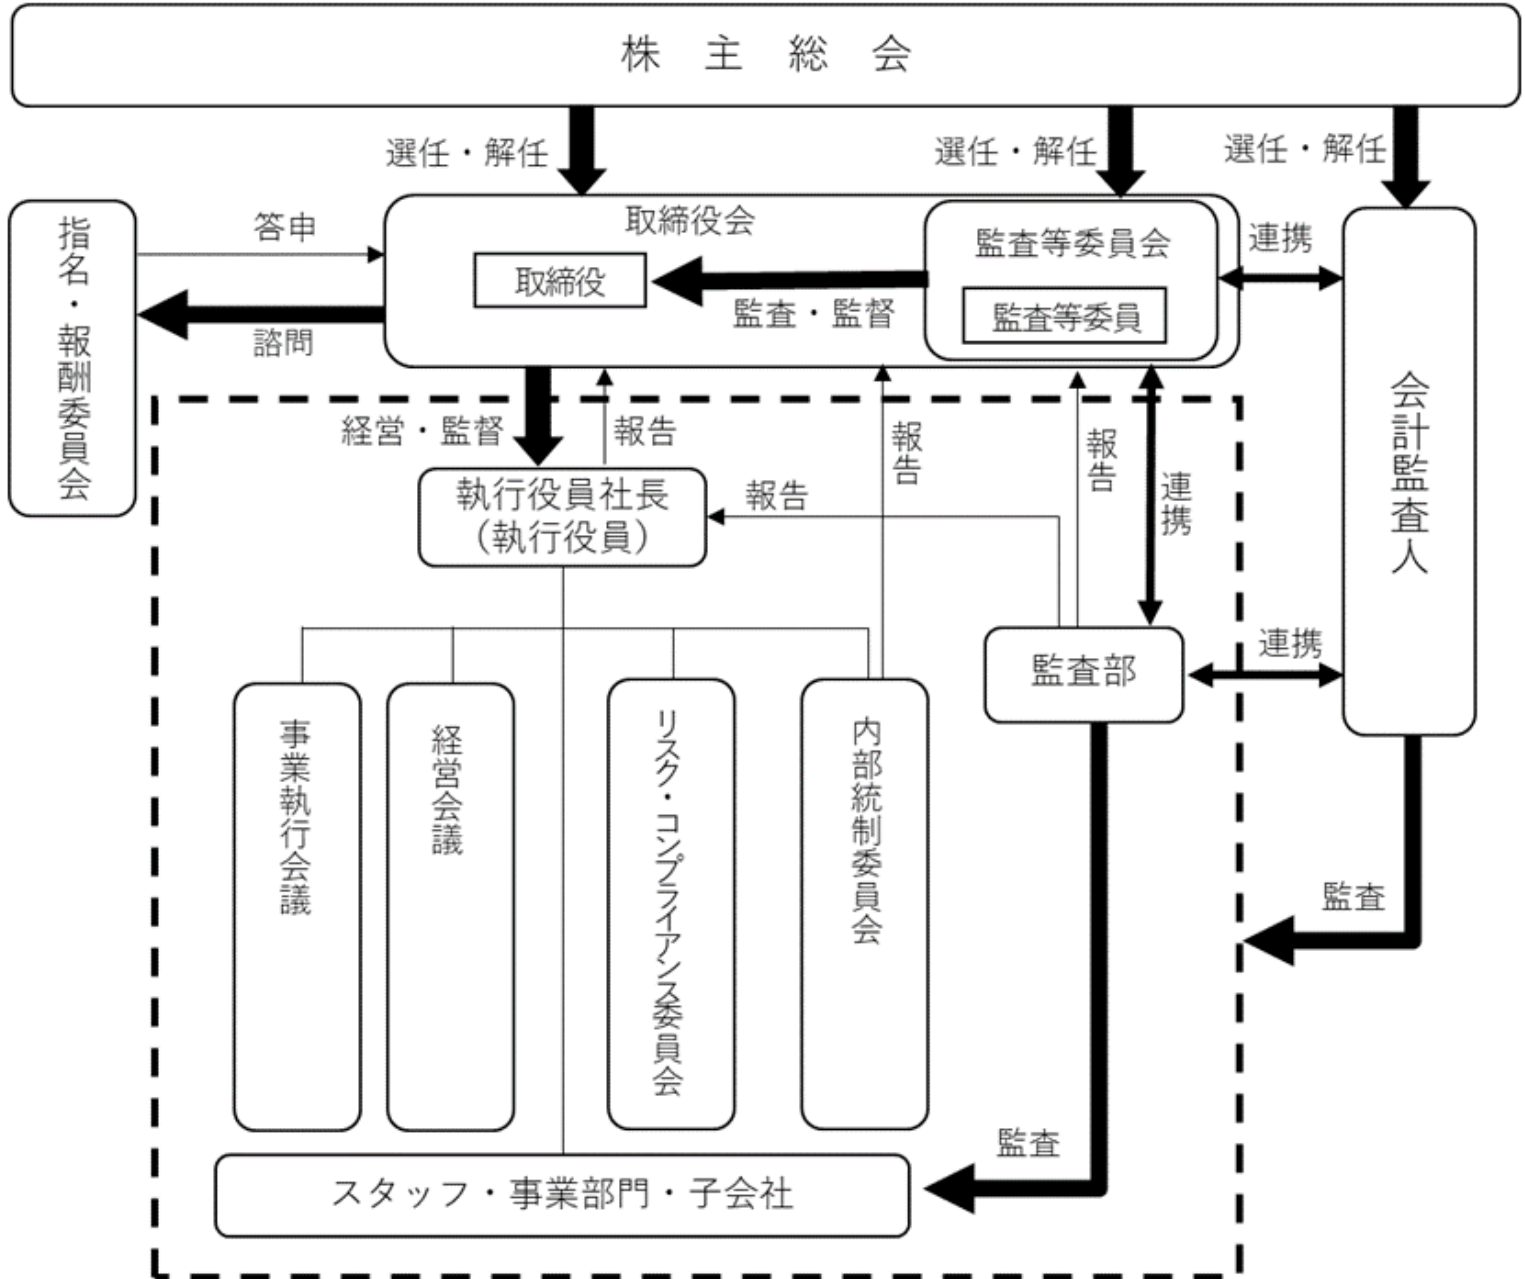 株主総会
選任・解任
選任・解任
選任・解任
指名・報酬委員会
答申
諮問
取締役会
取締役
監査・監督
監査等委員会
監査等委員
連携
会計監査人
経営・監督
報告
報告
報告
連携
執行役員社長
（執行役員）
報告
監査部
連携
事業執行会議
経営会議
リスク・コンプライアンス委員会
内部統制委員会
監査
監査
スタッフ・事業部門・子会社